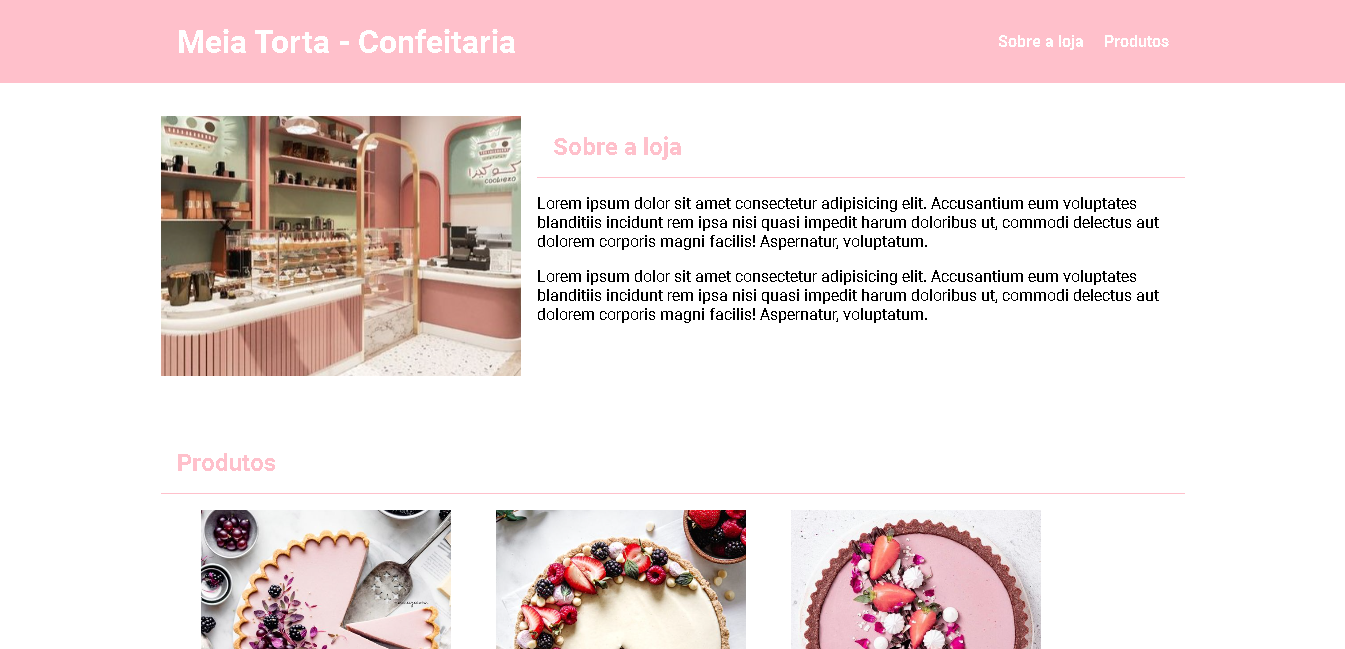 Meia Torta - Confeitaria
Sobre a loja Produtos
كوكيرا
cookiera
Sobre a loja
Lorem ipsum dolor sit amet consectetur adipisicing elit. Accusantium eum voluptates
blanditiis incidunt rem ipsa nisi quasi impedit harum doloribus ut, commodi delectus aut
dolorem corporis magni facilis! Aspernatur, voluptatum.
Lorem ipsum dolor sit amet consectetur adipisicing elit. Accusantium eum voluptates
blanditiis incidunt rem ipsa nisi quasi impedit harum doloribus ut, commodi delectus aut
dolorem corporis magni facilis! Aspernatur, voluptatum.
Produtos